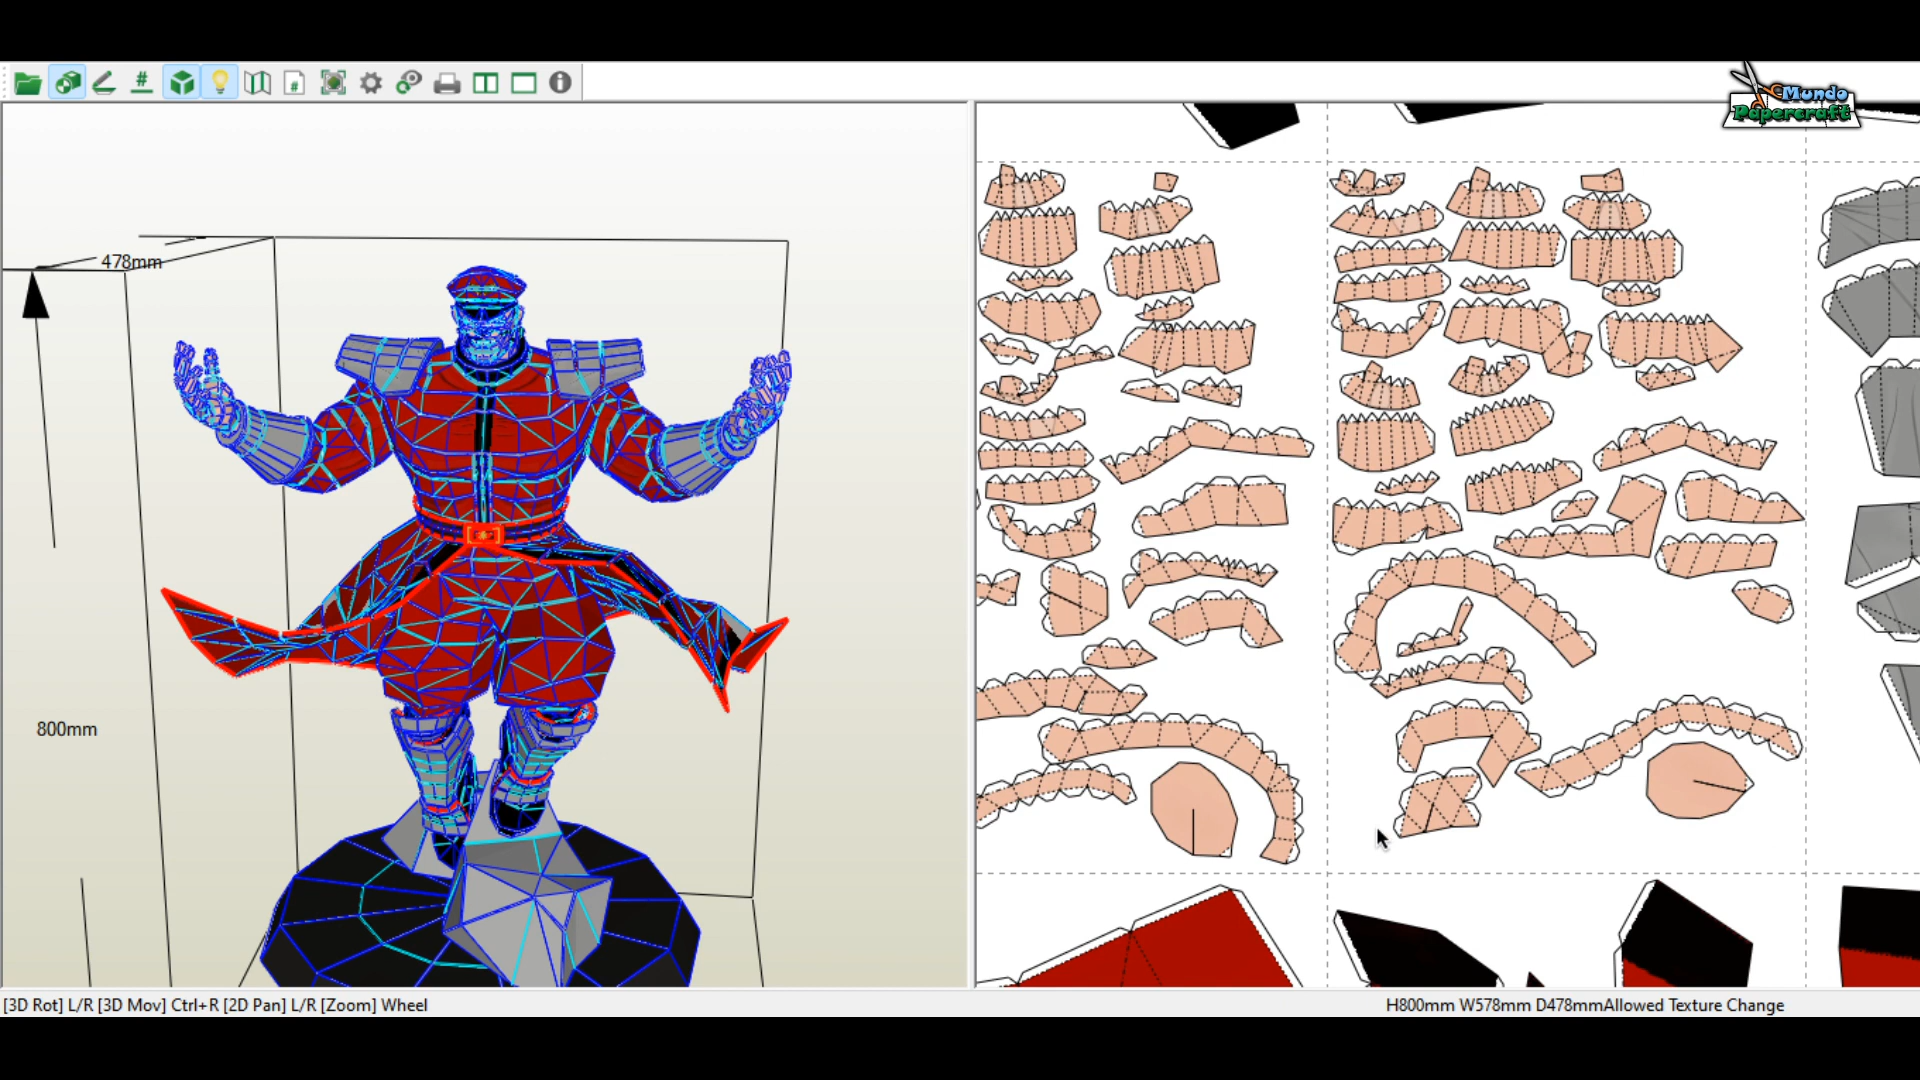 Mundo
Papercraft
478mm
800mm
[3D Rot] L/R [3D Mov] Ctrl+R [2D Pan] L/R [Zoom] Wheel
H800mm W578mm D478mmAllowed Texture Change